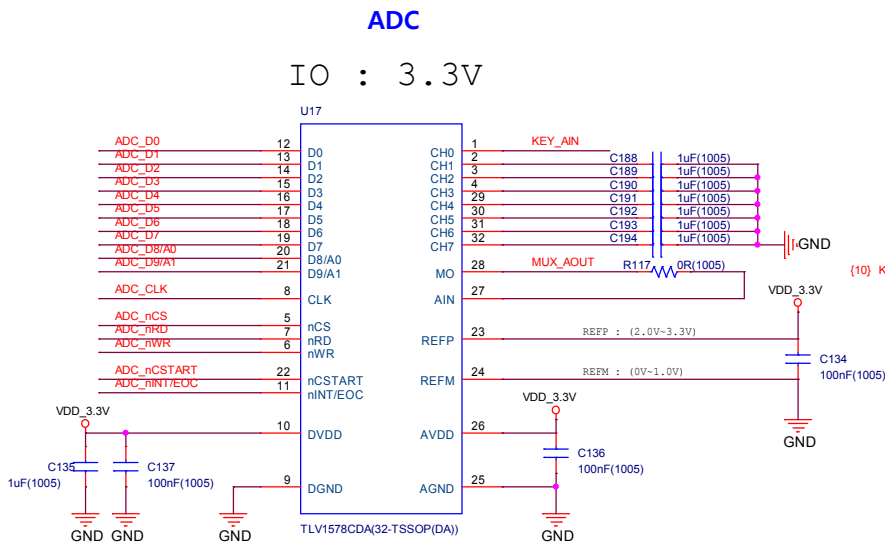 ADC
IO : 3.3V
U17
ADC_D0 12 D0 CH0 1 KEY_AIN
ADC_D1 13 D1 CH1 2 C188 1uF(1005)
ADC_D2 14 D2 CH2 3 C189 1uF(1005)
ADC_D3 15 D3 CH3 4 C190 1uF(1005)
ADC_D4 16 D4 CH4 29 C191 1uF(1005)
ADC_D5 17 D5 CH5 30 C192 1uF(1005)
ADC_D6 18 D6 CH6 31 C193 1uF(1005)
ADC_D7 19 D7 CH7 32 C194 1uF(1005)
GND
ADC_D8/A0 20 D8/A0
ADC_D9/A1 21 D9/A1 MO 28 MUX_AOUT R117 0R(1005) {10} K
ADC_CLK 8 CLK AIN 27
VDD_3.3V
ADC_nCS 5 nCS
ADC_nRD 7 nRD REFP 23 REFP : (2.0V~3.3V)
ADC_nWR 6 nWR
C134
100nF(1005)
ADC_nCSTART 22 nCSTART REFM 24 REFM : (0V~1.0V)
ADC_nINT/EOC 11 nINT/EOC
VDD_3.3V
VDD_3.3V
10 DVDD AVDD 26
GND
C135
1uF(1005)
C137
100nF(1005)
C136
100nF(1005)
9 DGND AGND 25
GND GND GND GND
TLV1578CDA(32-TSSOP(DA))